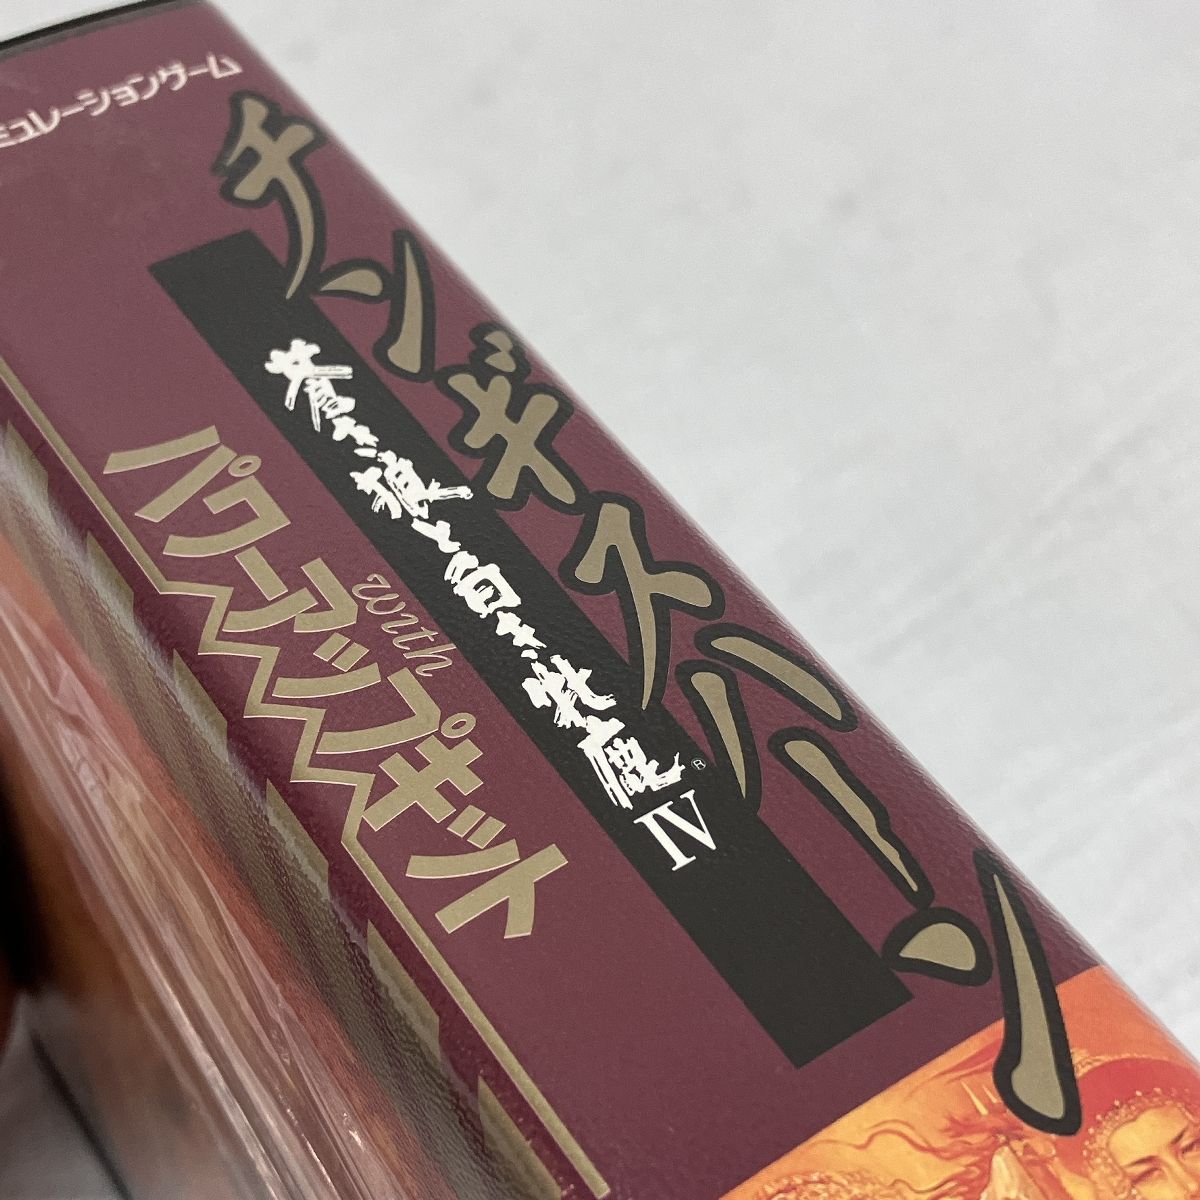 ミュレーションゲーム
チンギスハーン
蒼き狼と白き牝鹿® IV
with
パワーアップキット